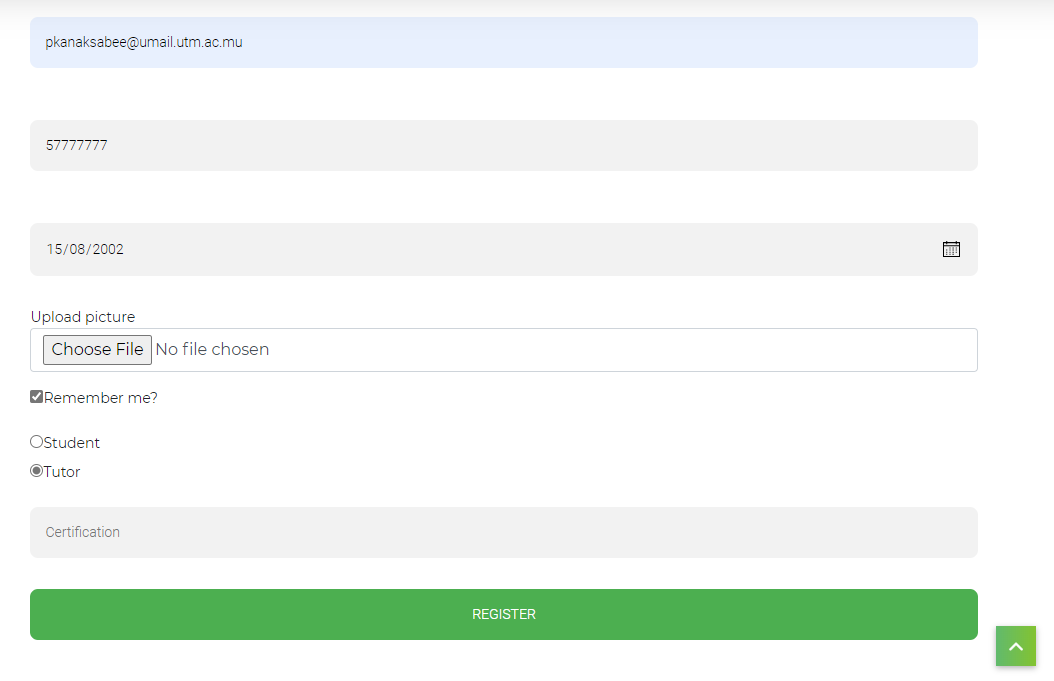 pkanaksabee@umail.utm.ac.mu
57777777
15/08/2002
Upload picture
Choose File No file chosen
Remember me?
Student
Tutor
Certification
REGISTER